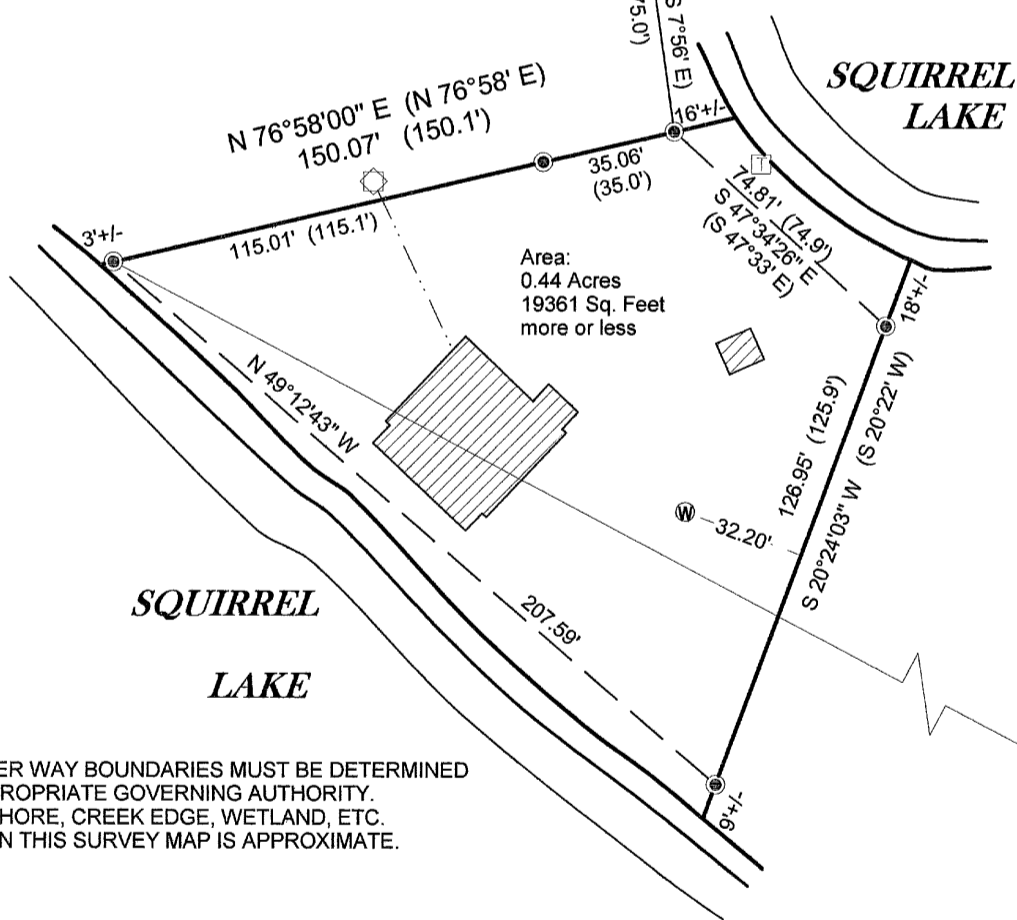 S 7°56' E)
75.0')
SQUIRREL
LAKE
N 76°58'00" E (N 76°58' E)
150.07' (150.1')
16'+/-
35.06'
(35.0')
3'+/-
115.01' (115.1')
74.81' (74.9')
S 47°34'26" E
(S 47°33' E)
T
Area:
0.44 Acres
19361 Sq. Feet
more or less
18'+/-
N 49°12'43" W
126.95' (125.9')
S 20°24'03" W (S 20°22' W)
W
32.20'
207.59'
SQUIRREL
LAKE
ER WAY BOUNDARIES MUST BE DETERMINED
ROPRIATE GOVERNING AUTHORITY.
HORE, CREEK EDGE, WETLAND, ETC.
N THIS SURVEY MAP IS APPROXIMATE.
9'+/-